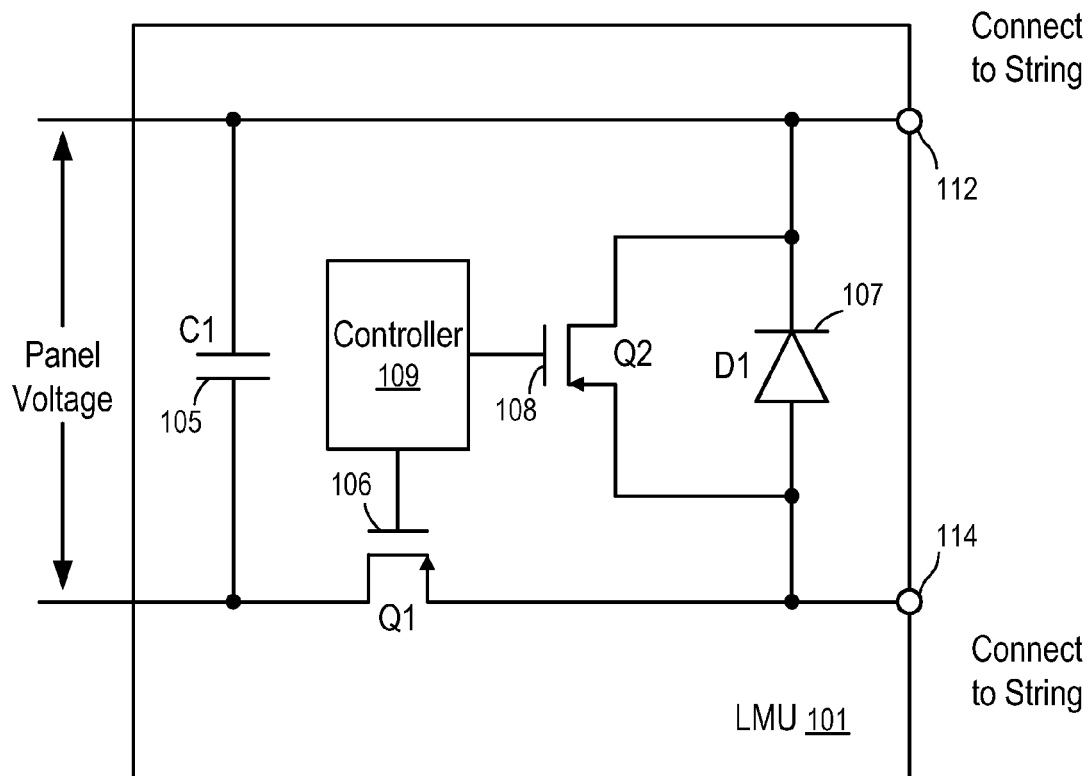 Connect
to String
112
107
C1
Controller
109
Q2
D1
Panel
Voltage
105
108
106
114
Q1
Connect
to String
LMU 101